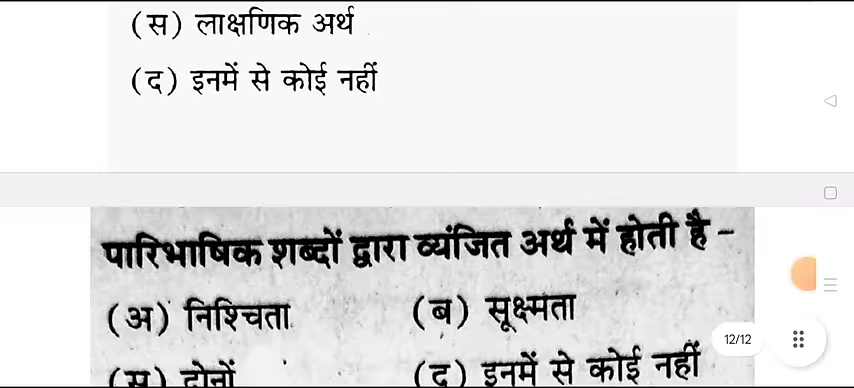 (स) लाक्षणिक अर्थ
(द) इनमें से कोई नहीं
पारिभाषिक शब्दों द्वारा व्यंजित अर्थ में होती है -
(अ) निश्चिता (ब) सूक्ष्मता
12/12
(स) दोनों (द) इनमें से कोई नहीं